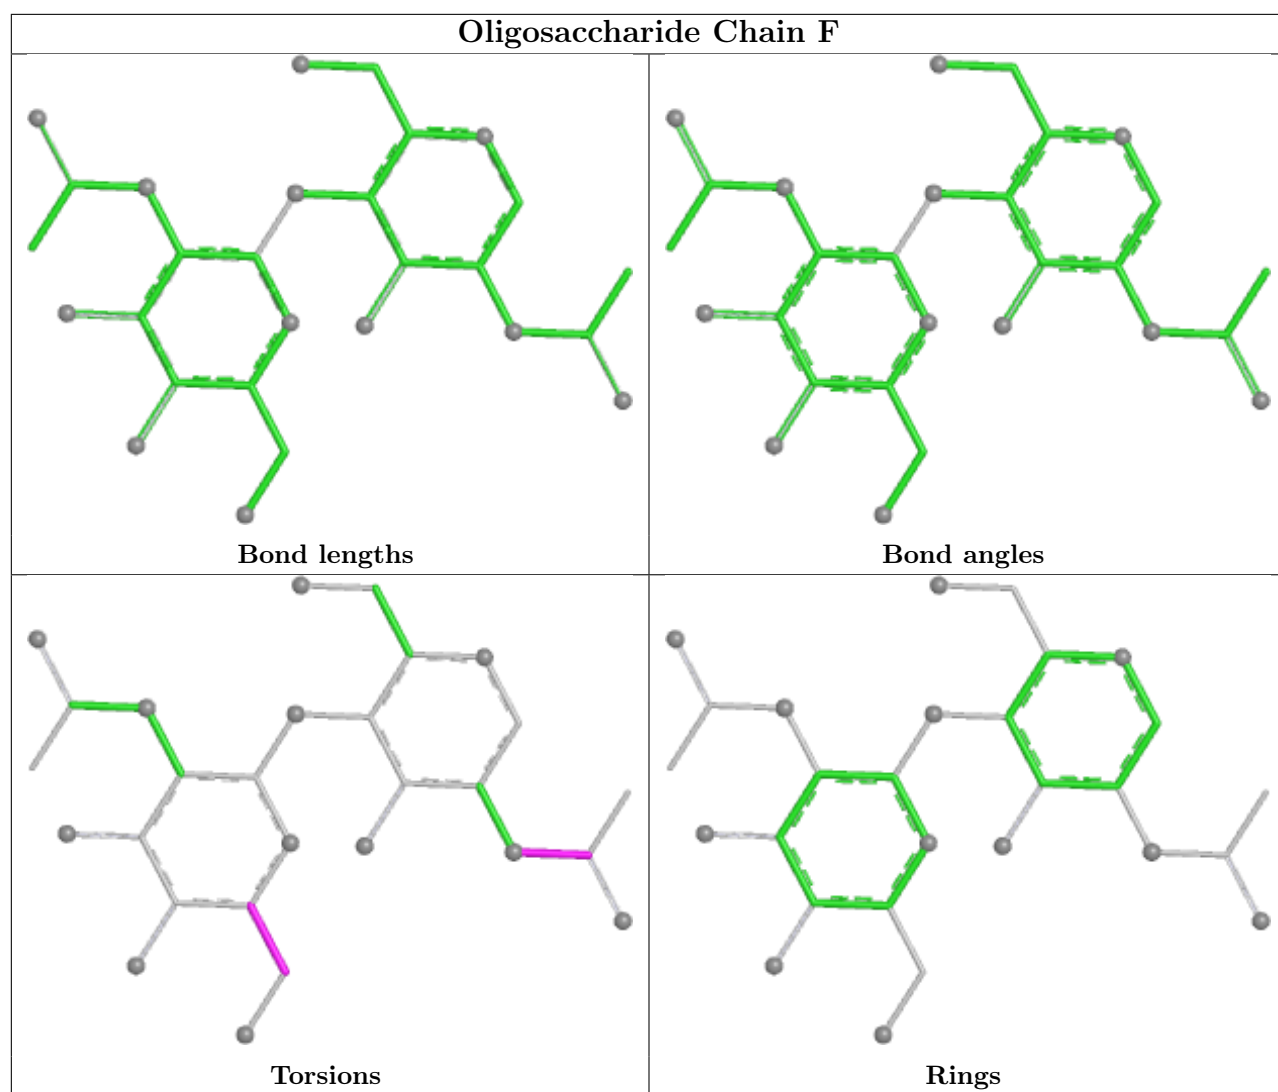 Oligosaccharide Chain F
Bond lengths
Bond angles
Torsions
Rings